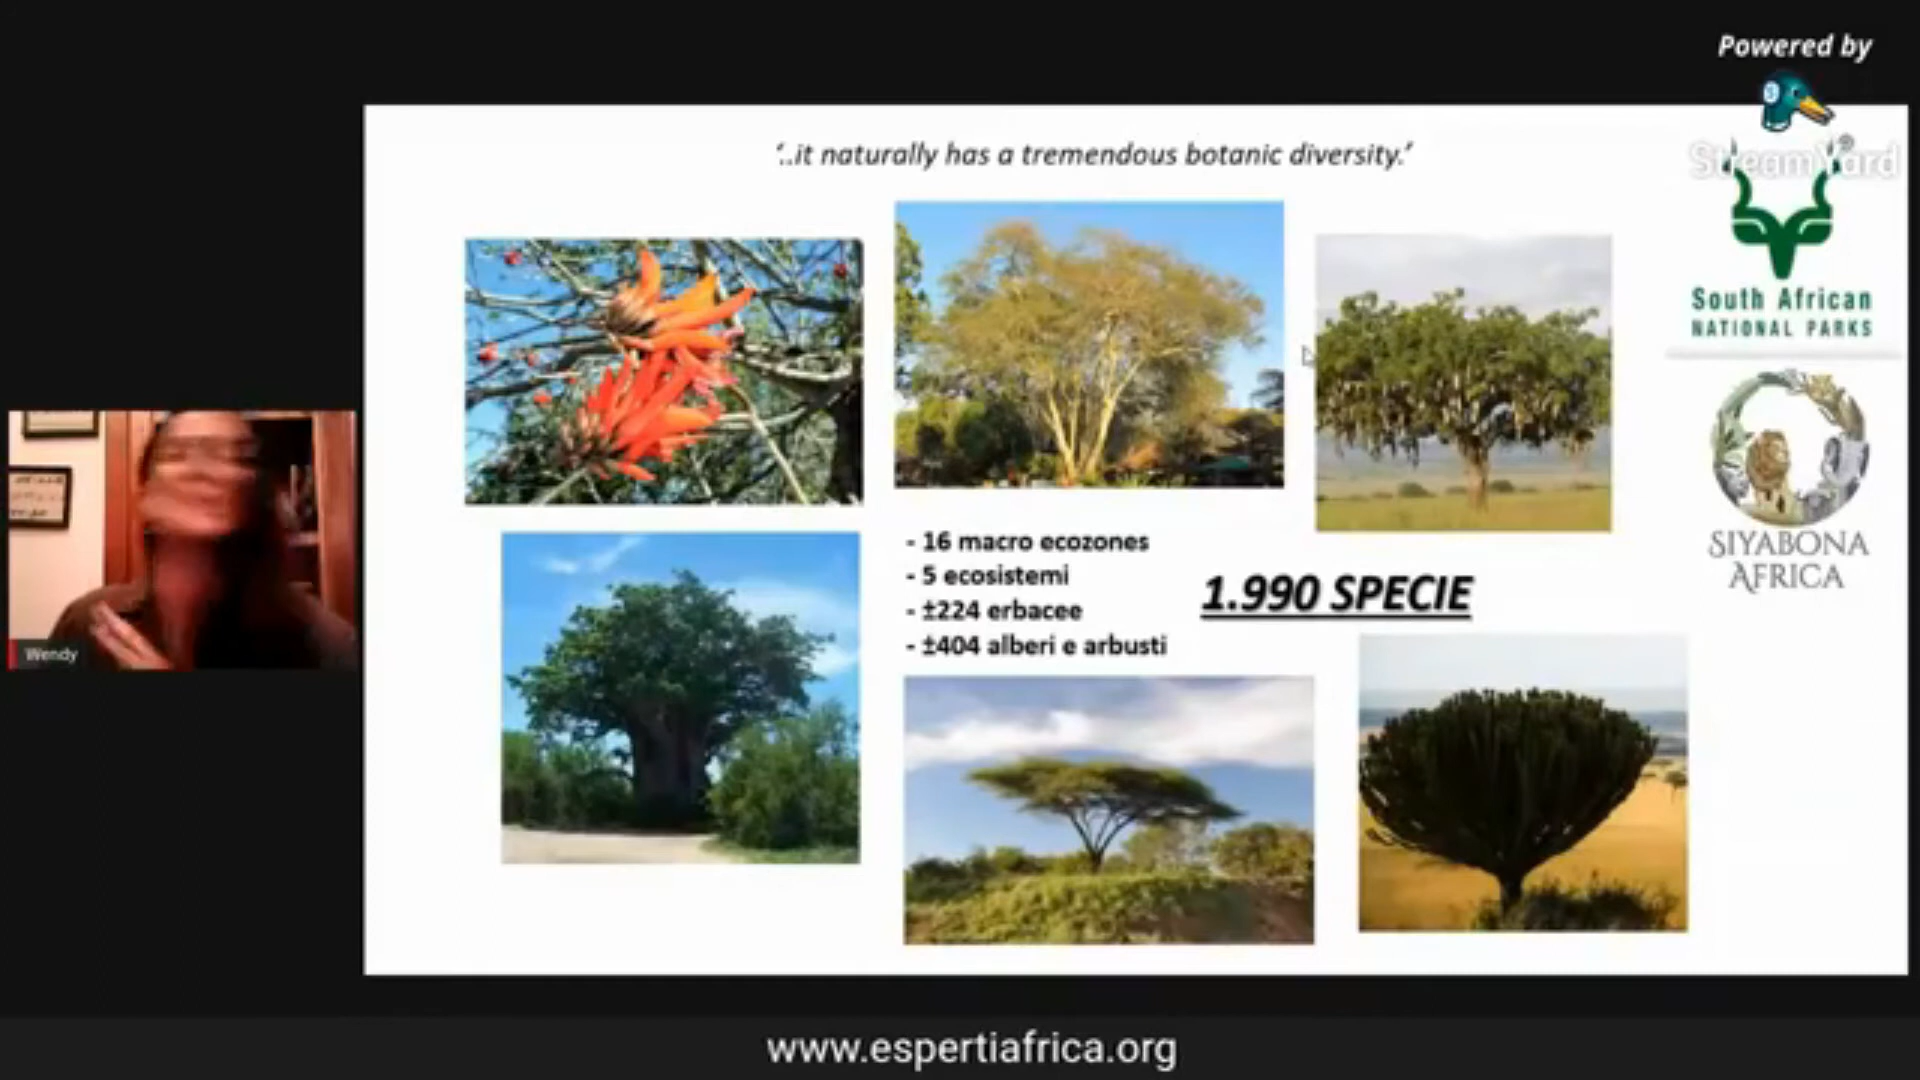 Powered by
StreamYard
'..it naturally has a tremendous botanic diversity.'
South African
NATIONAL PARKS
- 16 macro ecozones
- 5 ecosistemi
- ±224 erbacee
- ±404 alberi e arbusti
1.990 SPECIE
SIYABONA
AFRICA
Wendy
www.espertiafrica.org